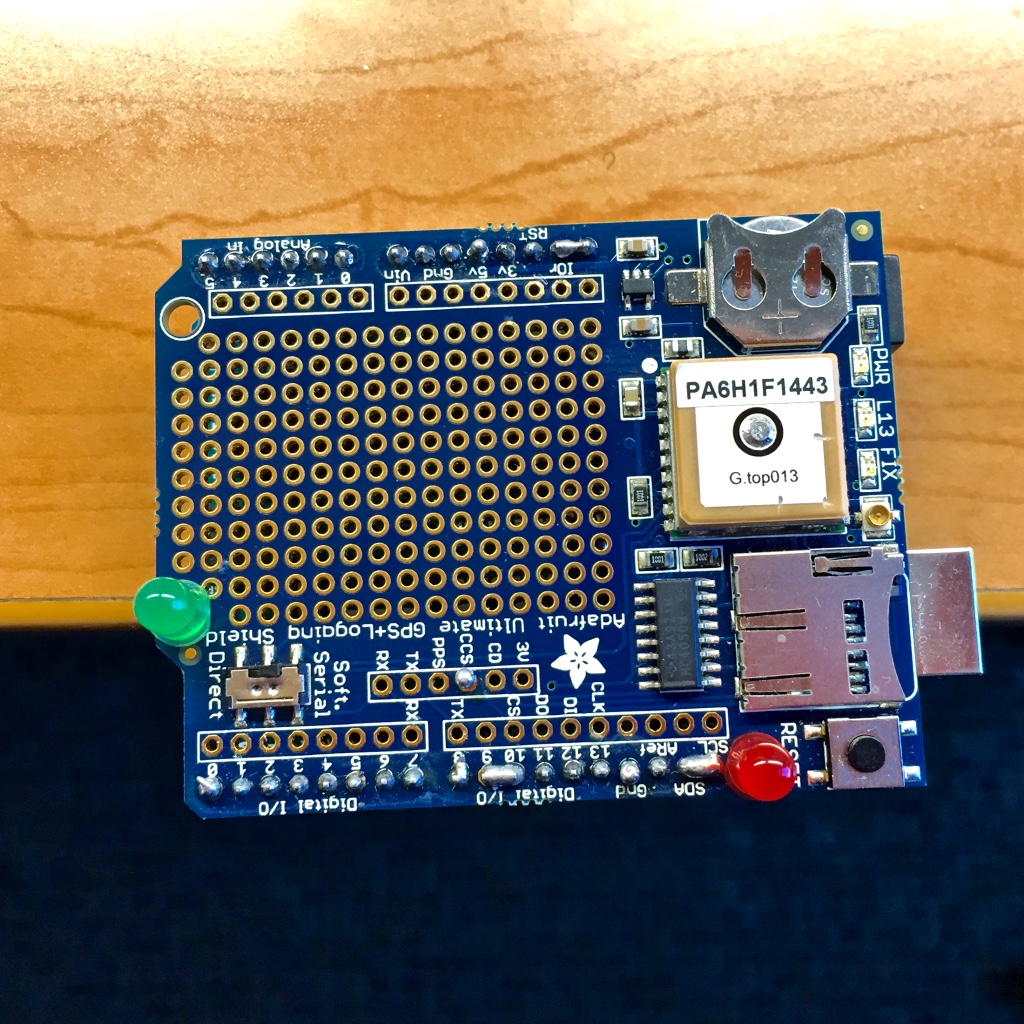 RST
Analog In
5 4 3 2 1 0
Vin Gnd 5v 3v IOr
PWR
L13
FIX
PA6H1F1443
G.top013
1001
1002
Adafruit Ultimate GPS+Logging Shield
Direct
Soft. Serial
RX TX PPS CCS CD 3V
RX TX CS DO DI CLK
0 1 2 3 4 5 6 7
8 9 10 11 12 13 ARef SCL
Digital I/O
Digital I/O
Gnd SDA
RESET